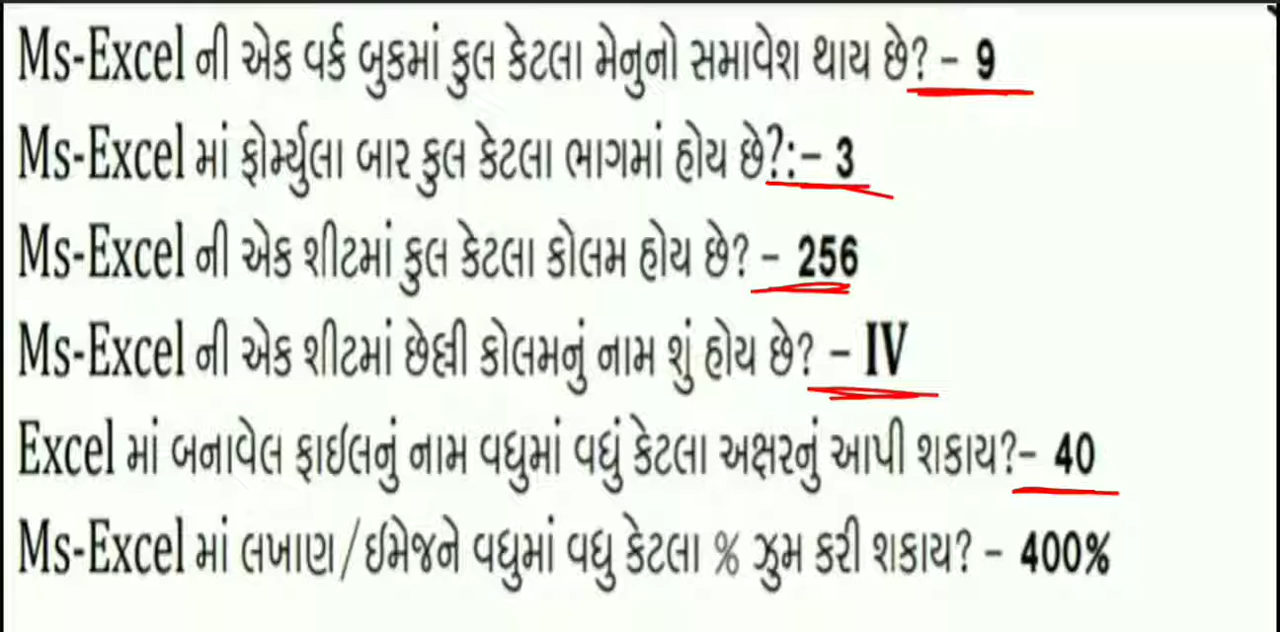 Ms-Excel ની એક વર્ક બુકમાં કુલ કેટલા મેનુનો સમાવેશ થાય છે? – 9
Ms-Excel માં ફોર્મ્યુલા બાર કુલ કેટલા ભાગમાં હોય છે?:– 3
Ms-Excel ની એક શીટમાં કુલ કેટલા કોલમ હોય છે? – 256
Ms-Excel ની એક શીટમાં છેલ્લી કોલમનું નામ શું હોય છે? – IV
Excel માં બનાવેલ ફાઈલનું નામ વધુમાં વધું કેટલા અક્ષરનું આપી શકાય?– 40
Ms-Excel માં લખાણ/ઈમેજને વધુમાં વધુ કેટલા % ઝુમ કરી શકાય? – 400%